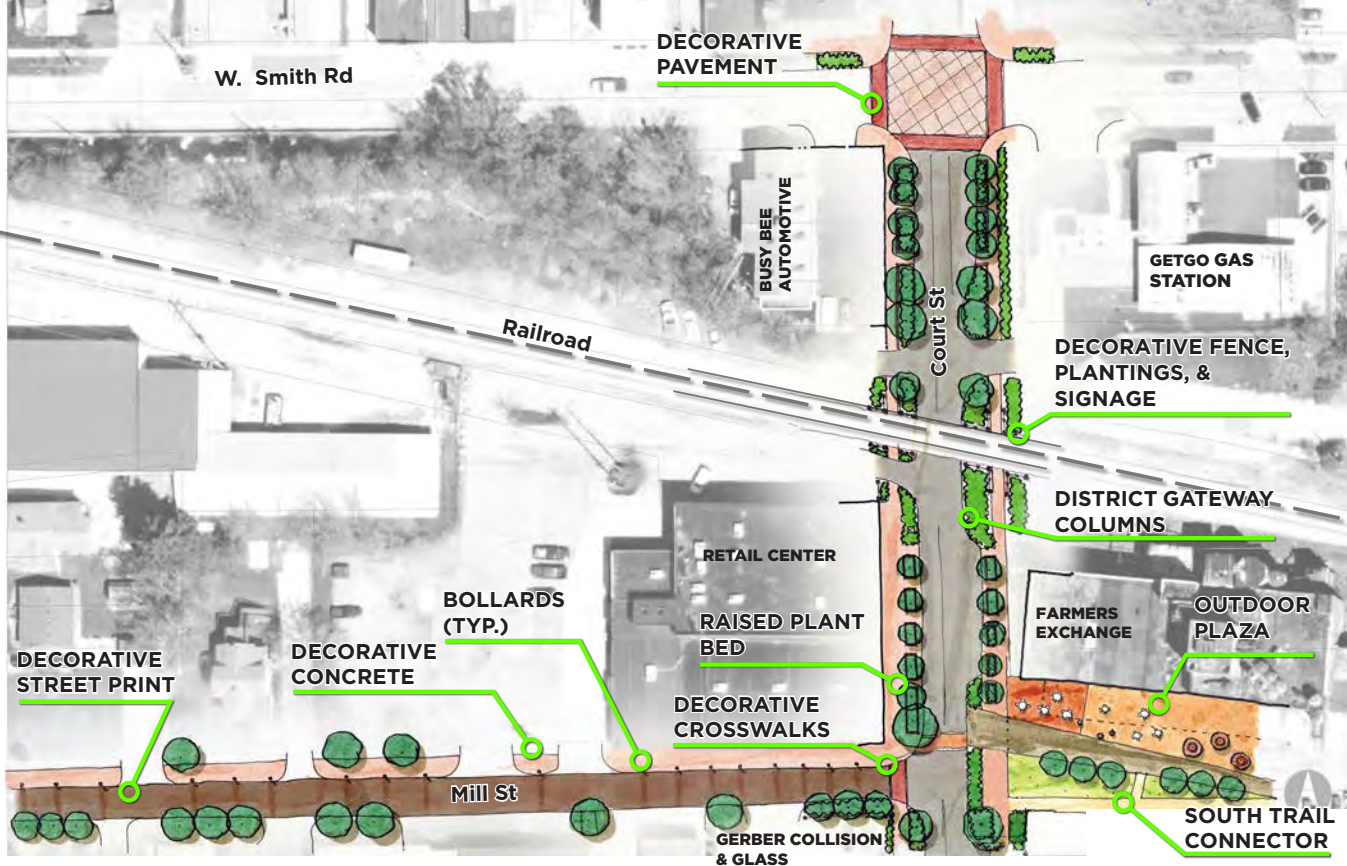 DECORATIVE
PAVEMENT
W. Smith Rd
BUSY BEE
AUTOMOTIVE
GETGO GAS
STATION
Court St
Railroad
DECORATIVE FENCE,
PLANTINGS, &
SIGNAGE
DISTRICT GATEWAY
COLUMNS
RETAIL CENTER
BOLLARDS
(TYP.)
RAISED PLANT
BED
FARMERS
EXCHANGE
OUTDOOR
PLAZA
DECORATIVE
STREET PRINT
DECORATIVE
CONCRETE
DECORATIVE
CROSSWALKS
Mill St
GERBER COLLISION
& GLASS
SOUTH TRAIL
CONNECTOR